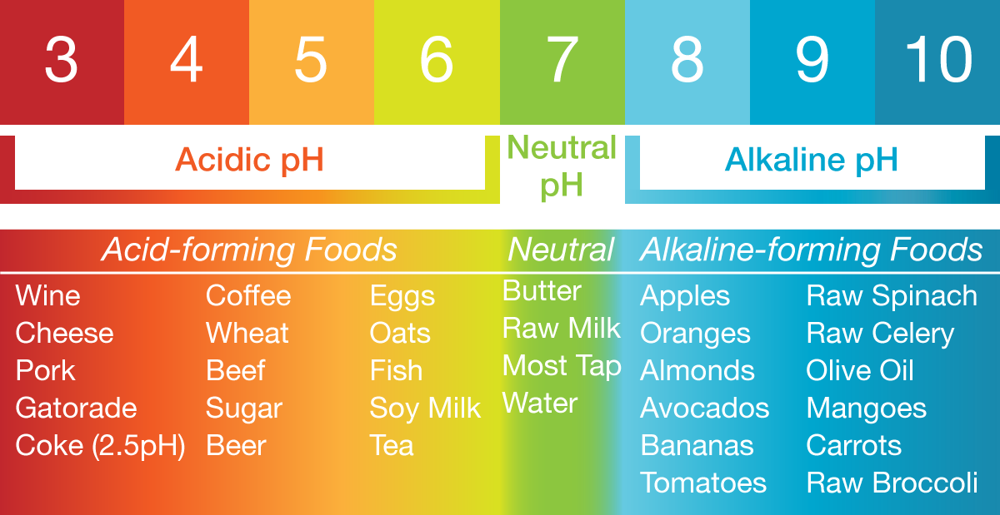 3 4 5 6 7 8 9 10
Acidic pH
Neutral
pH
Alkaline pH
Acid-forming Foods
Wine
Cheese
Pork
Gatorade
Coke (2.5pH)
Coffee
Wheat
Beef
Sugar
Beer
Eggs
Oats
Fish
Soy Milk
Tea
Neutral
Butter
Raw Milk
Most Tap
Water
Alkaline-forming Foods
Apples
Oranges
Almonds
Avocados
Bananas
Tomatoes
Raw Spinach
Raw Celery
Olive Oil
Mangoes
Carrots
Raw Broccoli